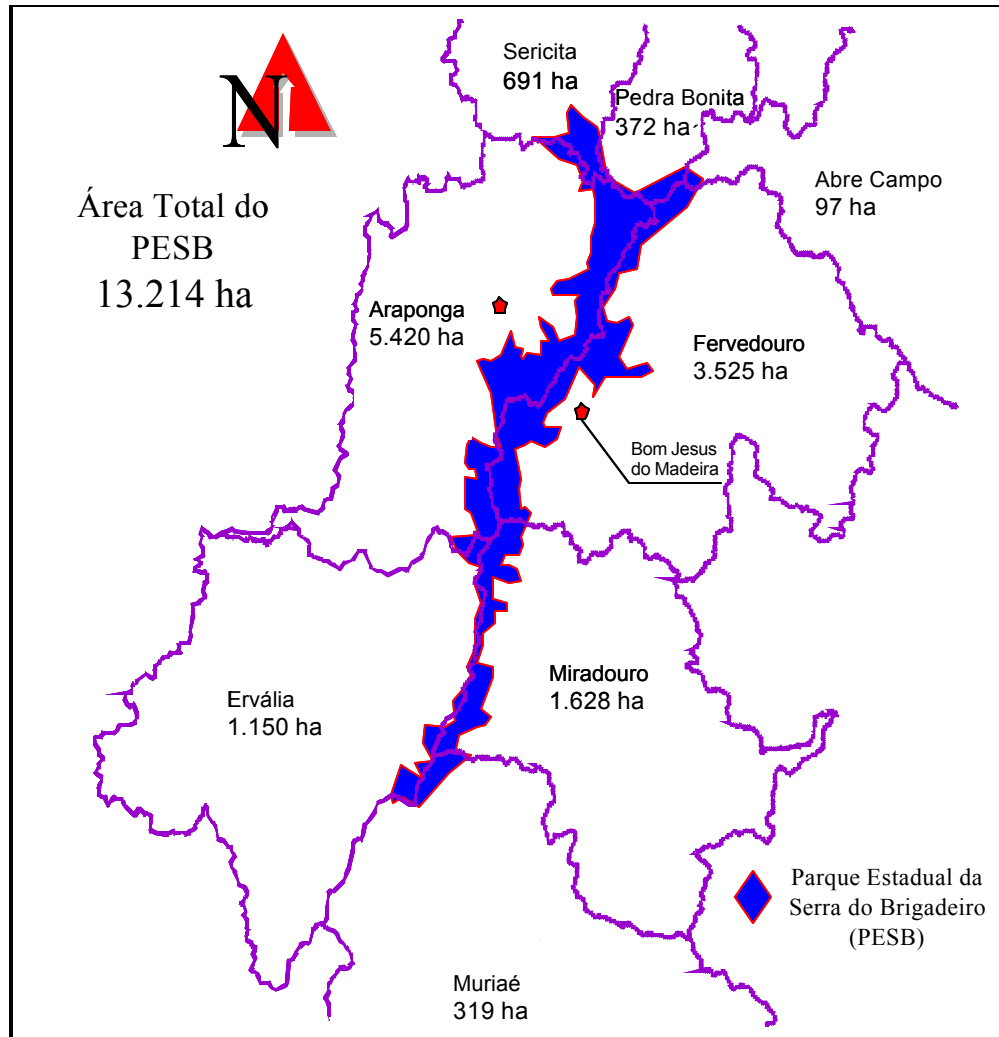 Sericita
691 ha
Pedra Bonita
372 ha
N
Abre Campo
97 ha
Área Total do
PESB
13.214 ha
Araponga
5.420 ha
Fervedouro
3.525 ha
Bom Jesus
do Madeira
Ervália
1.150 ha
Miradouro
1.628 ha
Parque Estadual da
Serra do Brigadeiro
(PESB)
Muriaé
319 ha